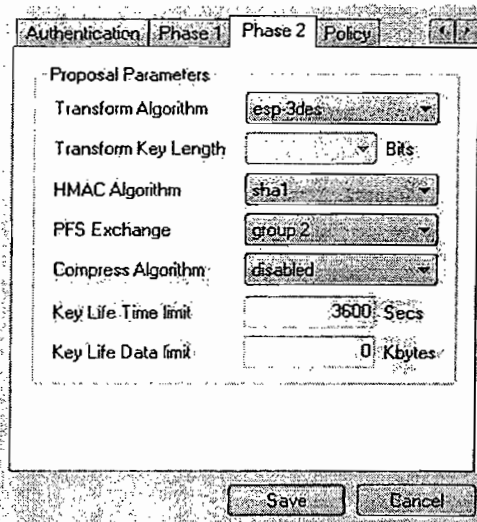 Authentication Phase 1 Phase 2 Policy
Proposal Parameters
Transform Algorithm esp-3des
Transform Key Length Bits
HMAC Algorithm sha1
PFS Exchange group 2
Compress Algorithm disabled
Key Life Time limit 3600 Secs
Key Life Data limit 0 Kbytes
Save Cancel